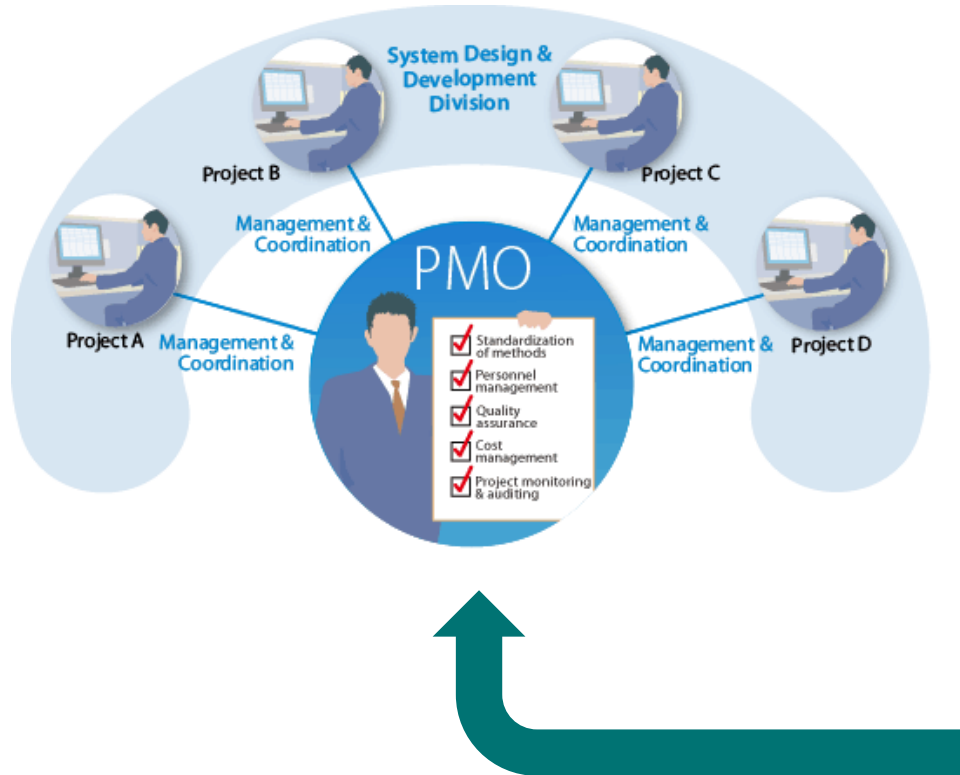 System Design &
Development
Division
Project B
Project C
Management &
Coordination
Management &
Coordination
PMO
Project A
Management &
Coordination
Management &
Coordination
Project D
Standardization
of methods
Personnel
management
Quality
assurance
Cost
management
Project monitoring
& auditing